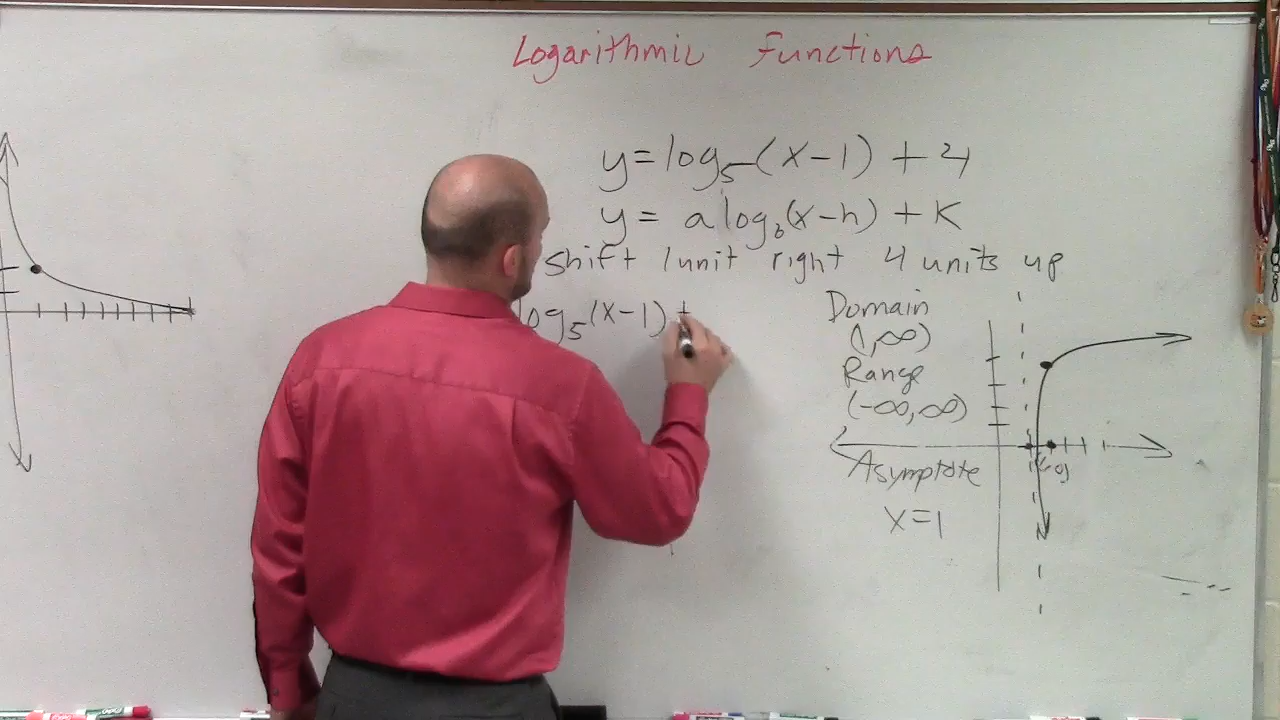 Logarithmic Functions
y=log₅(x-1)+4
y= a log_b(x-h)+K
shift 1 unit right 4 units up
log₅(x-1)+
Domain
(1,∞)
Range
(-∞,∞)
Asymptote
x=1